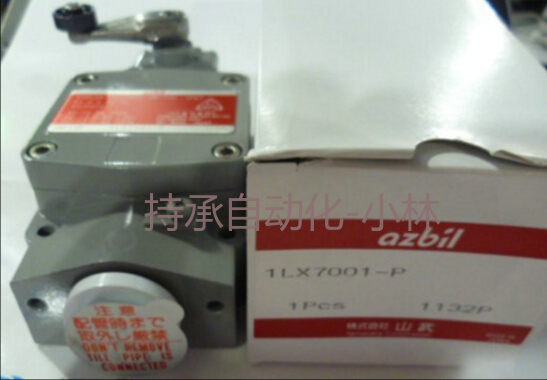 持承自动化-小林
azbil
1LX7001-P
1Pcs 1132P
株式会社 山武
注意
配管時まで
取外し厳禁
DON'T REMOVE
TILL PIPE IS
CONNECTED